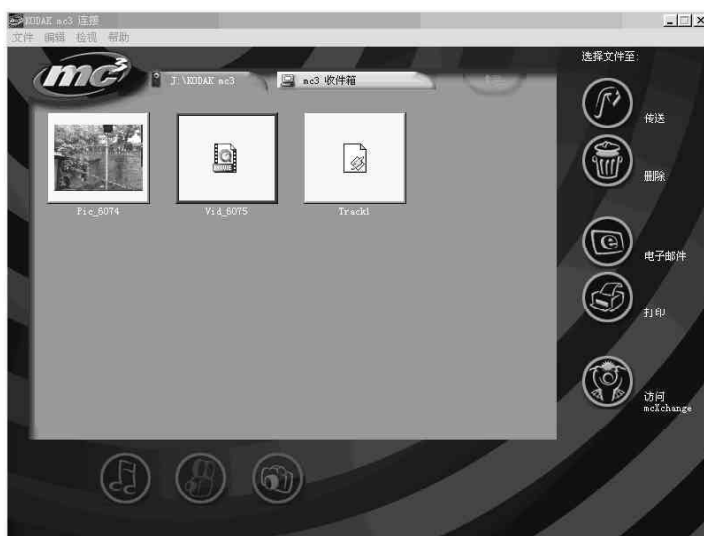 KODAK mc3 连接
文件 编辑 检视 帮助
选择文件至:
mc3
J:\KODAK mc3
mc3 收件箱
传送
删除
MOVIE
Pic_6074
Vid_6075
Track1
电子邮件
打印
访问
mcXchange